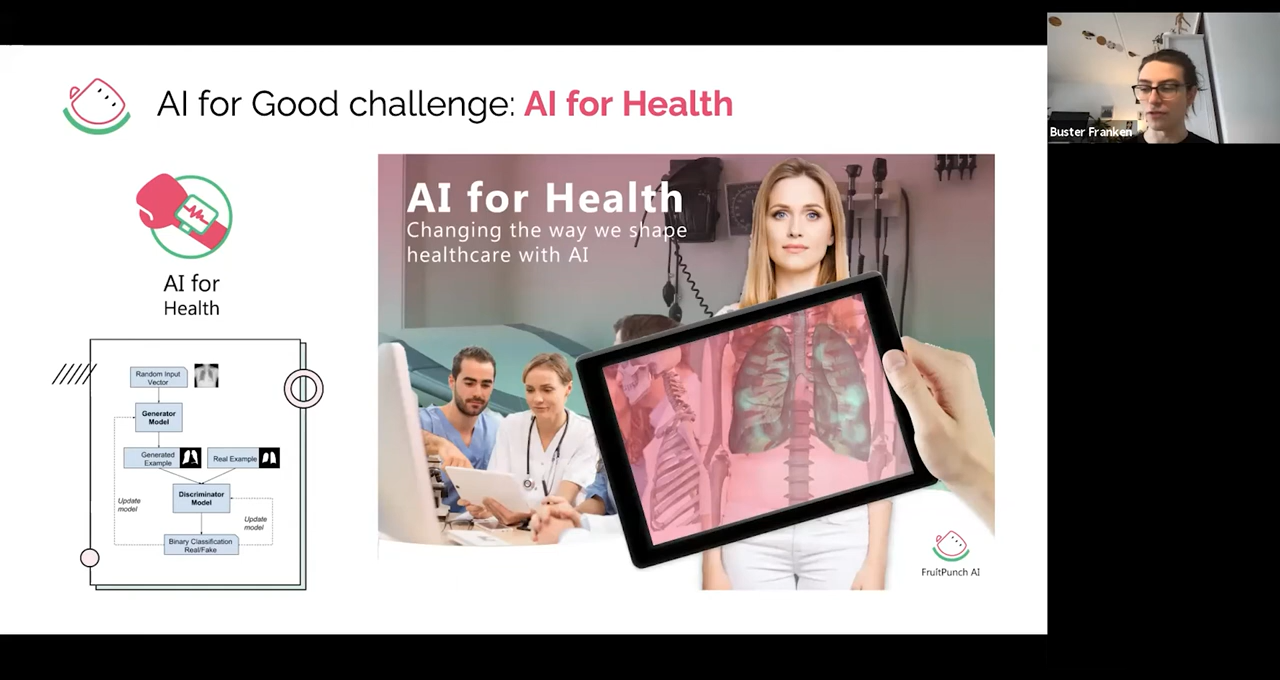 AI for Good challenge: AI for Health
Buster Franken
AI for
Health
AI for Health
Changing the way we shape
healthcare with AI
Random Input
Vector
Generator
Model
Generated
Example
Real Example
Discriminator
Model
Update
model
Update
model
Binary Classification
Real/Fake
FruitPunch AI